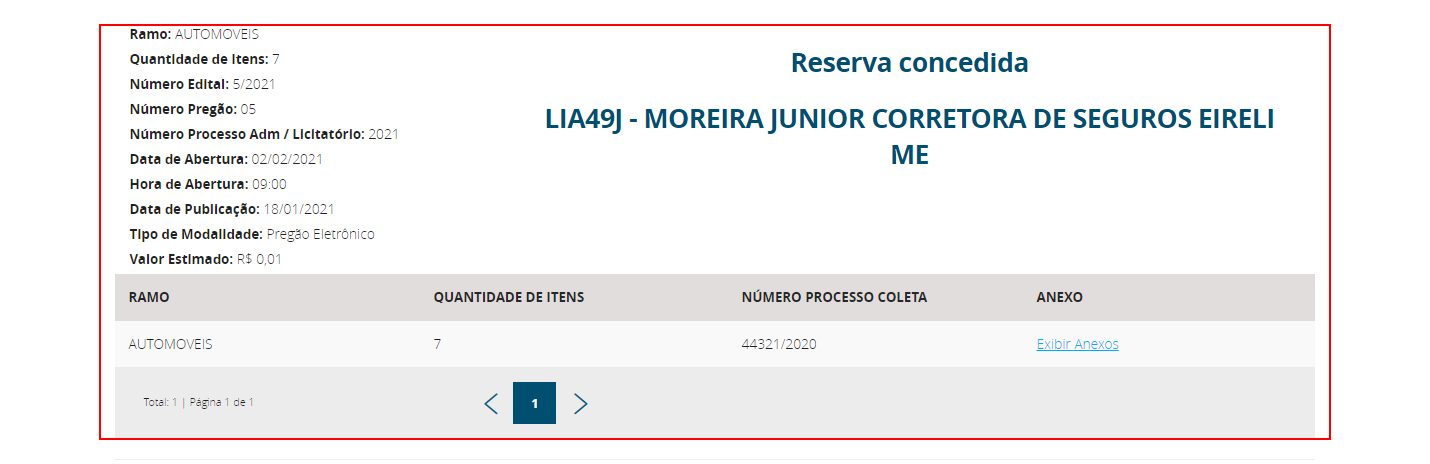 Ramo: AUTOMOVEIS
Quantidade de Itens: 7
Número Edital: 5/2021
Número Pregão: 05
Número Processo Adm / Licitatório: 2021
Data de Abertura: 02/02/2021
Hora de Abertura: 09:00
Data de Publicação: 18/01/2021
Tipo de Modalidade: Pregão Eletrônico
Valor Estimado: R$ 0,01
Reserva concedida
LIA49J - MOREIRA JUNIOR CORRETORA DE SEGUROS EIRELI
ME
RAMO QUANTIDADE DE ITENS NÚMERO PROCESSO COLETA ANEXO
AUTOMOVEIS 7 44321/2020 Exibir Anexos
Total: 1 | Página 1 de 1 1